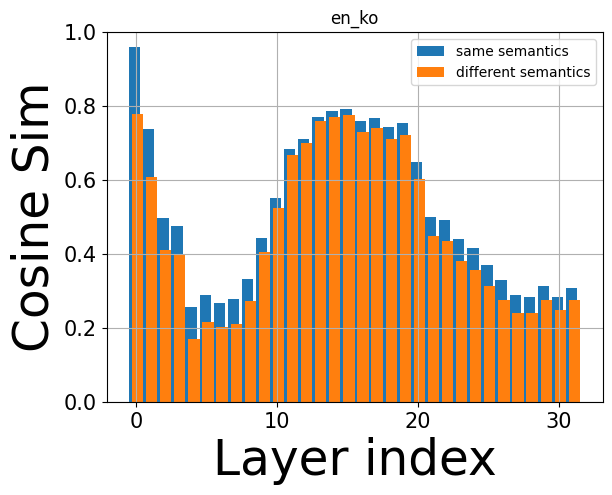 en_ko
same semantics
different semantics
Cosine Sim
1.0
0.8
0.6
0.4
0.2
0.0
0 10 20 30
Layer index